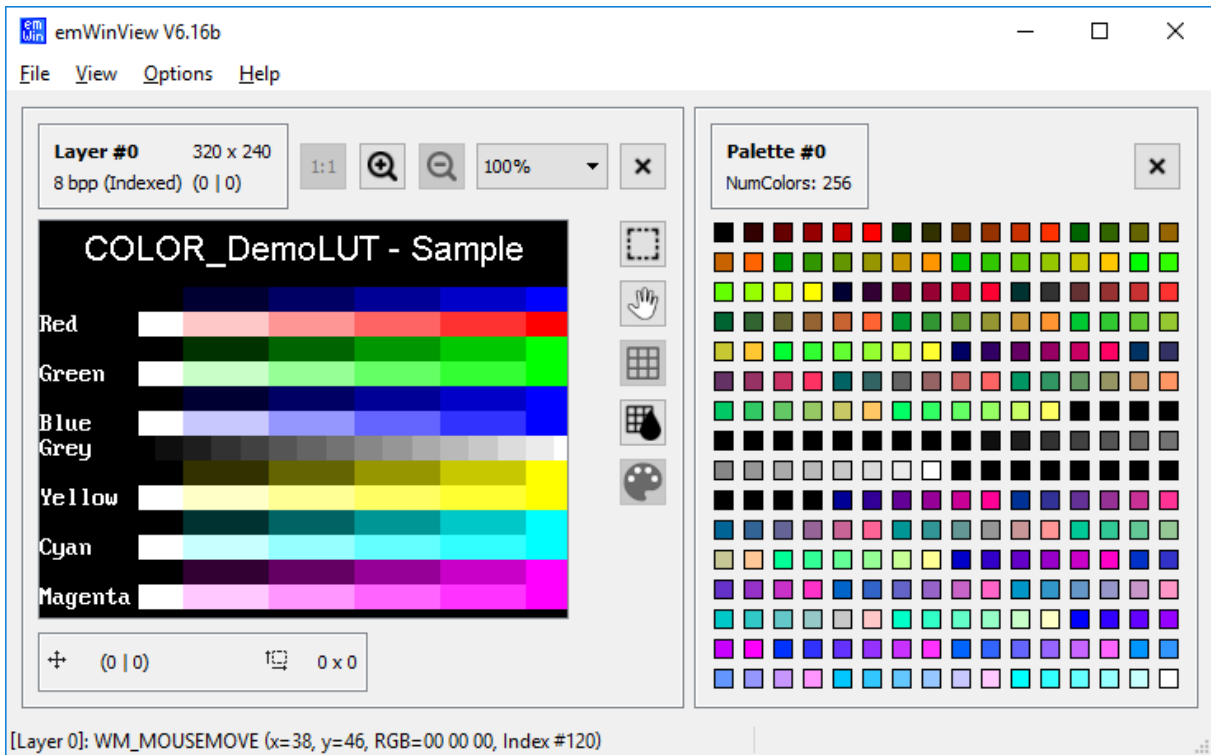 em
Win
emWinView V6.16b
File View Options Help
Layer #0 320 x 240
8 bpp (Indexed) (0 | 0)
1:1
100%
Palette #0
NumColors: 256
COLOR_DemoLUT - Sample
Red
Green
Blue
Grey
Yellow
Cyan
Magenta
(0 | 0) 0 x 0
[Layer 0]: WM_MOUSEMOVE (x=38, y=46, RGB=00 00 00, Index #120)